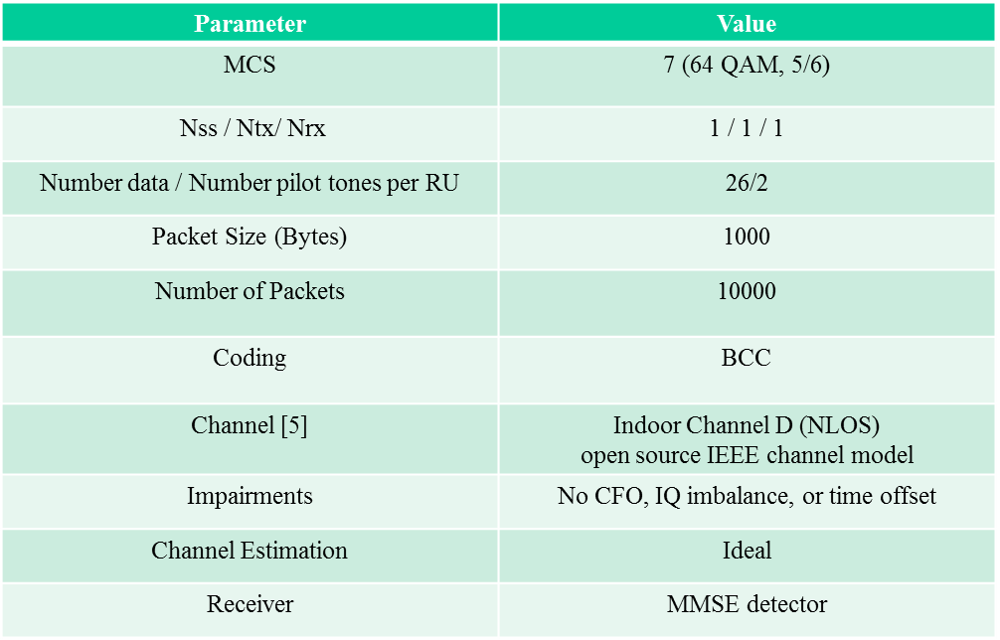 Parameter Value
MCS 7 (64 QAM, 5/6)
Nss / Ntx/ Nrx 1 / 1 / 1
Number data / Number pilot tones per RU 26/2
Packet Size (Bytes) 1000
Number of Packets 10000
Coding BCC
Channel [5] Indoor Channel D (NLOS)
open source IEEE channel model
Impairments No CFO, IQ imbalance, or time offset
Channel Estimation Ideal
Receiver MMSE detector